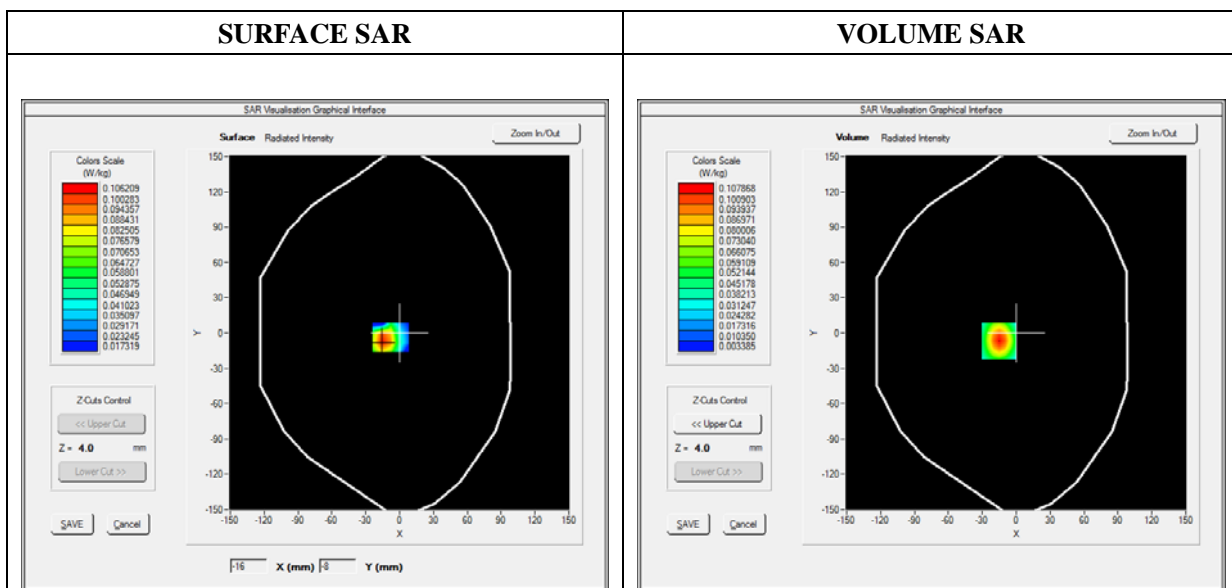 SURFACE SAR
VOLUME SAR
SAR Visualisation Graphical Interface
Surface Radiated Intensity
Zoom In/Out
Colors Scale
(W/kg)
0.106209
0.100283
0.094357
0.088431
0.082505
0.076579
0.070653
0.064727
0.058801
0.052875
0.046949
0.041023
0.035097
0.029171
0.023245
0.017319
Z-Cuts Control
<< Upper Cut
Z = 4.0 mm
Lower Cut >>
SAVE Cancel
150
120
90
60
30
Y 0
-30
-60
-90
-120
-150
-150 -120 -90 -60 -30 0 30 60 90 120 150
X
-16 X (mm) -8 Y (mm)
SAR Visualisation Graphical Interface
Volume Radiated Intensity
Zoom In/Out
Colors Scale
(W/kg)
0.107868
0.100903
0.093937
0.086971
0.080006
0.073040
0.066075
0.059109
0.052144
0.045178
0.038213
0.031247
0.024282
0.017316
0.010350
0.003385
Z-Cuts Control
<< Upper Cut
Z = 4.0 mm
Lower Cut >>
SAVE Cancel
150
120
90
60
30
Y 0
-30
-60
-90
-120
-150
-150 -120 -90 -60 -30 0 30 60 90 120 150
X